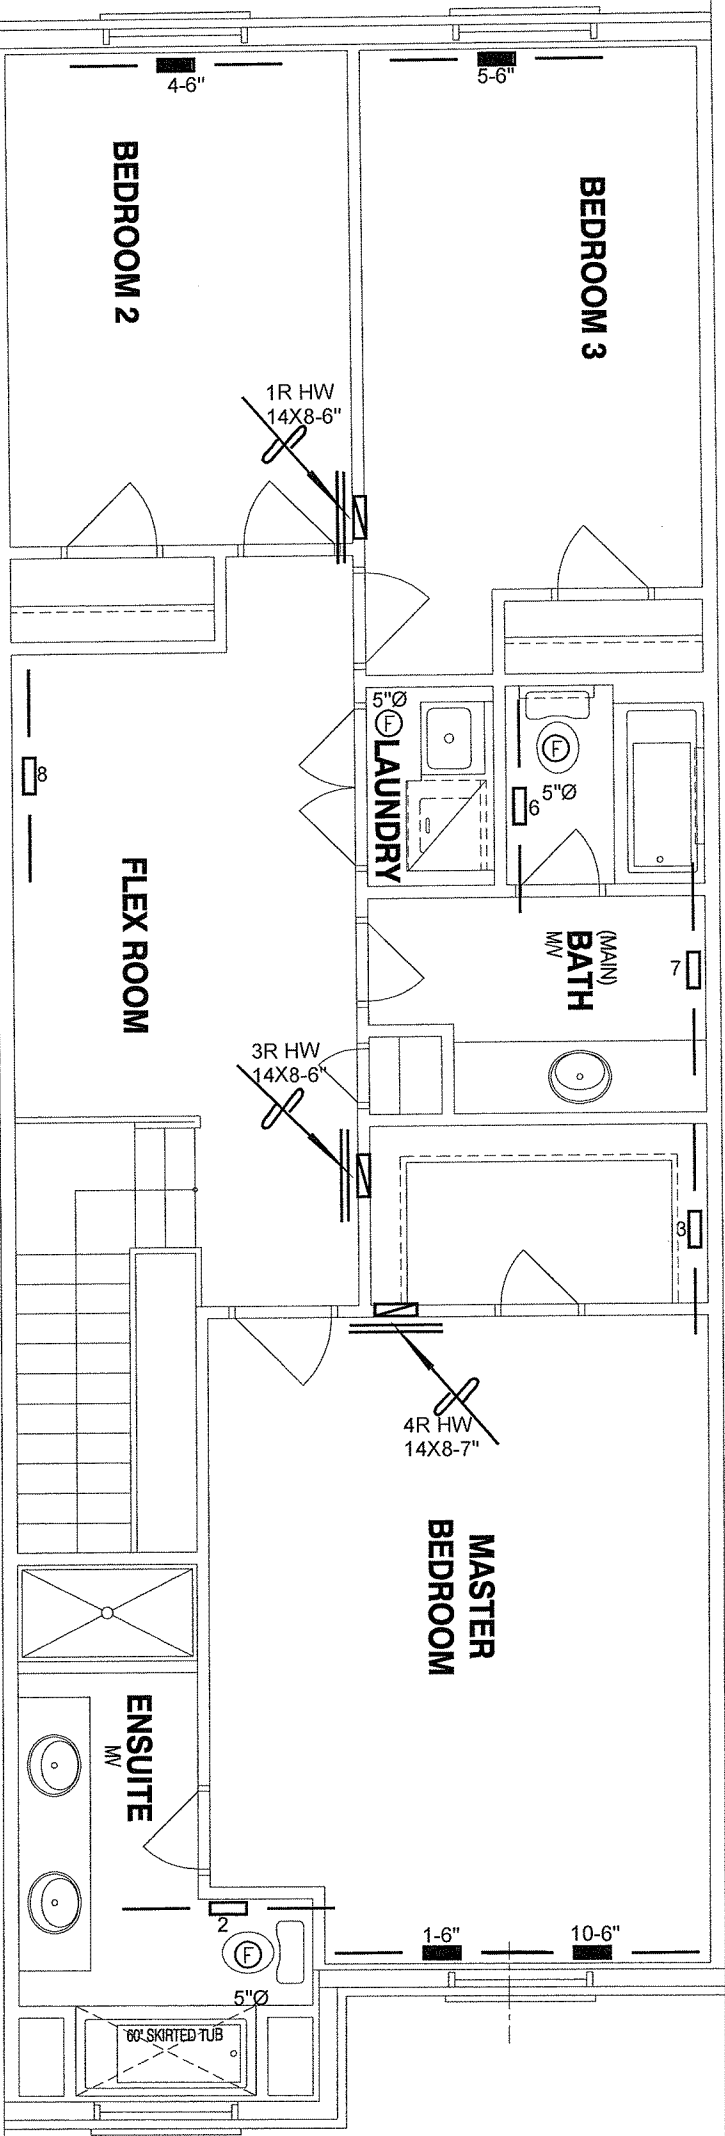 4-6"
5-6"
BEDROOM 2
BEDROOM 3
1R HW
14X8-6"
5"Ø
F
LAUNDRY
F
5"Ø
6
8
FLEX ROOM
(MAIN)
BATH
MV
7
3R HW
14X8-6"
3
4R HW
14X8-7"
MASTER
BEDROOM
ENSUITE
MV
2
F
5"Ø
1-6"
10-6"
60" SKIRTED TUB